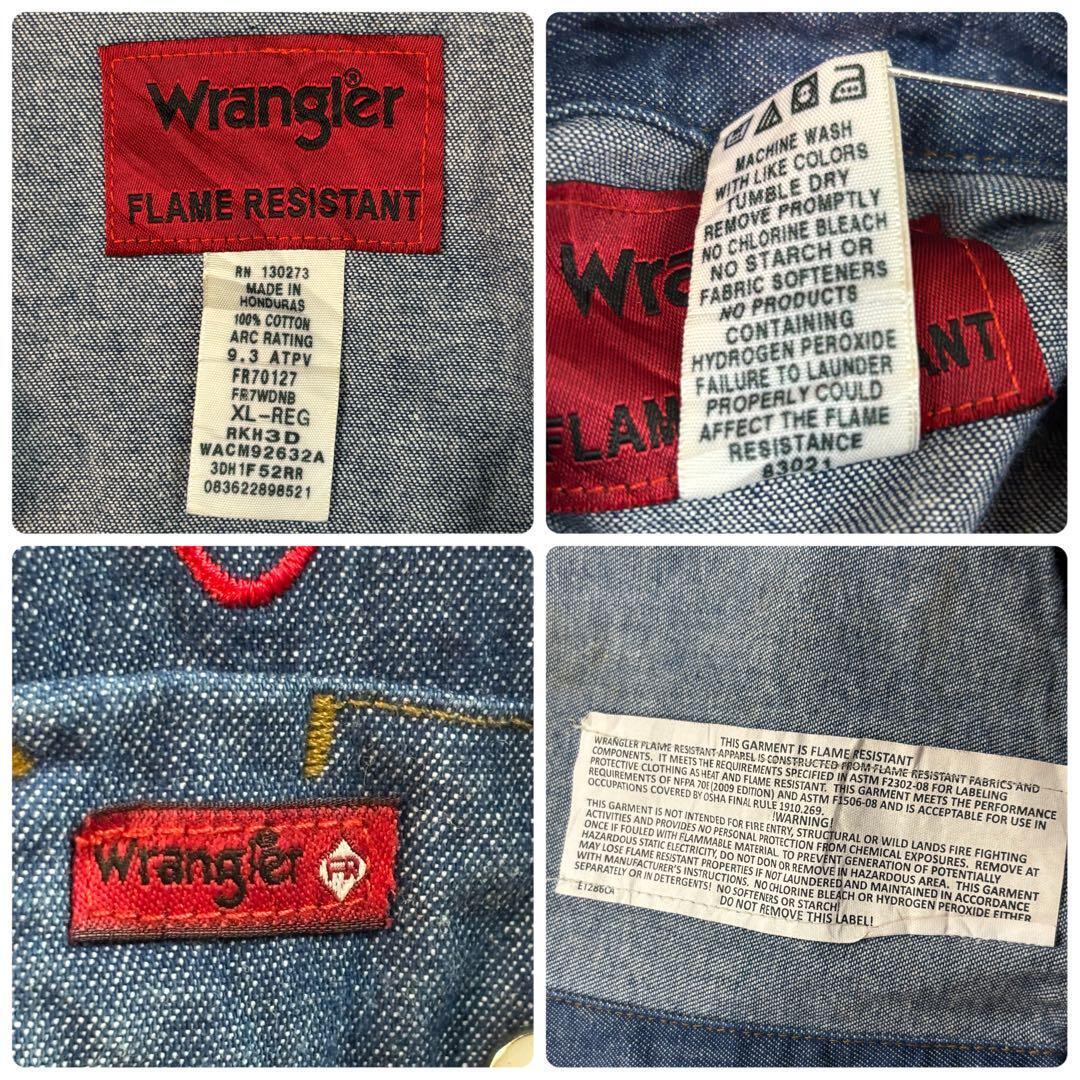 Wrangler®
FLAME RESISTANT
RN 130273
MADE IN
HONDURAS
100% COTTON
ARC RATING
9.3 ATPV
FR70127
FR7WDNB
XL-REG
RKH3D
WACM92632A
3DH1F52RR
083622898521
MACHINE WASH
WITH LIKE COLORS
TUMBLE DRY
REMOVE PROMPTLY
NO CHLORINE BLEACH
NO STARCH OR
FABRIC SOFTENERS
NO PRODUCTS
CONTAINING
HYDROGEN PEROXIDE
FAILURE TO LAUNDER
PROPERLY COULD
AFFECT THE FLAME
RESISTANCE
83021
Wra
FLAM ANT
Wrangler® FR
THIS GARMENT IS FLAME RESISTANT
WRANGLER FLAME RESISTANT APPAREL IS CONSTRUCTED FROM FLAME RESISTANT FABRICS AND
COMPONENTS. IT MEETS THE REQUIREMENTS SPECIFIED IN ASTM F2302-08 FOR LABELING
PROTECTIVE CLOTHING AS HEAT AND FLAME RESISTANT. THIS GARMENT MEETS THE PERFORMANCE
REQUIREMENTS OF NFPA 70E (2009 EDITION) AND ASTM F1506-08 AND IS ACCEPTABLE FOR USE IN
OCCUPATIONS COVERED BY OSHA FINAL RULE 1910.269.
!WARNING!
THIS GARMENT IS NOT INTENDED FOR FIRE ENTRY, STRUCTURAL OR WILD LANDS FIRE FIGHTING
ACTIVITIES AND PROVIDES NO PERSONAL PROTECTION FROM CHEMICAL EXPOSURES. REMOVE AT
ONCE IF FOULED WITH FLAMMABLE MATERIAL. TO PREVENT GENERATION OF POTENTIALLY
HAZARDOUS STATIC ELECTRICITY, DO NOT DON OR REMOVE IN HAZARDOUS AREA. THIS GARMENT
MAY LOSE FLAME RESISTANT PROPERTIES IF NOT LAUNDERED AND MAINTAINED IN ACCORDANCE
WITH MANUFACTURER'S INSTRUCTIONS. NO CHLORINE BLEACH OR HYDROGEN PEROXIDE EITHER
SEPARATELY OR IN DETERGENTS! NO SOFTENERS OR STARCH!
E1286CA DO NOT REMOVE THIS LABEL!